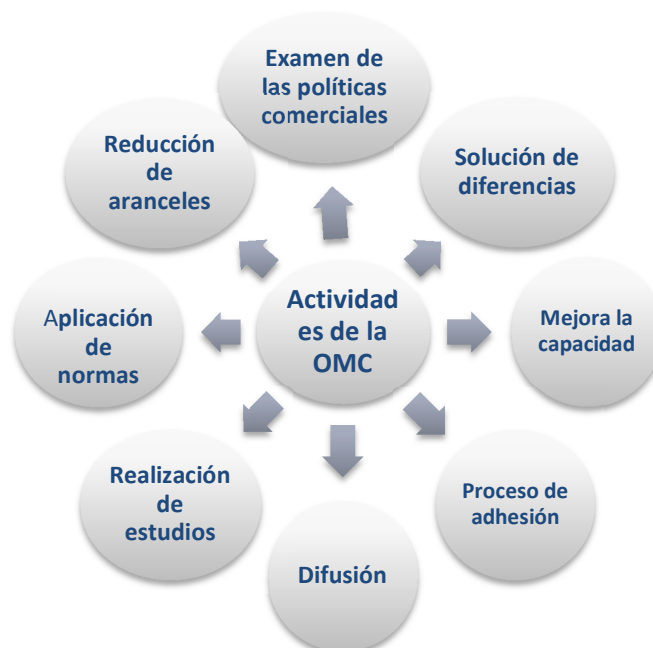 Examen de
las políticas
comerciales
Solución de
diferencias
Mejora la
capacidad
Proceso de
adhesión
Difusión
Realización
de
estudios
Aplicación
de
normas
Reducción
de
aranceles
Actividad
es de la
OMC